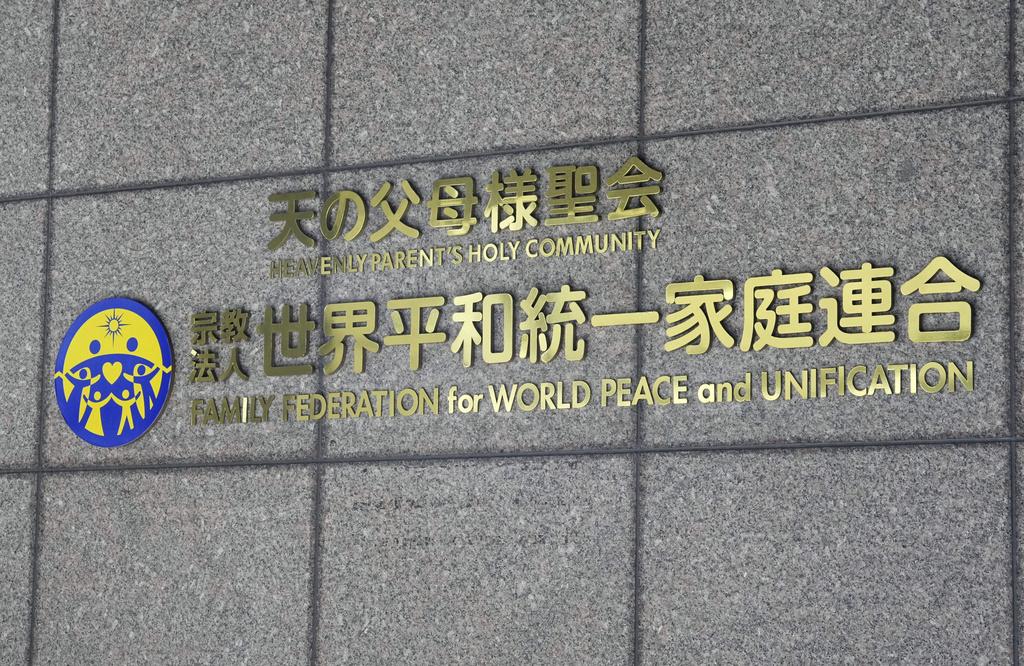 天の父母様聖会
HEAVENLY PARENT'S HOLY COMMUNITY
宗教法人 世界平和統一家庭連合
FAMILY FEDERATION for WORLD PEACE and UNIFICATION